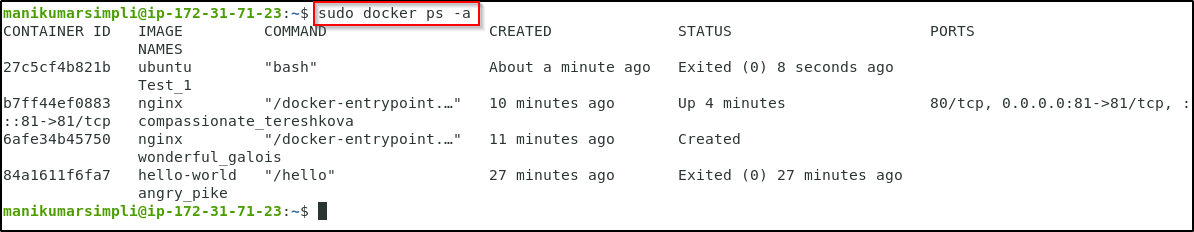 manikumarsimpli@ip-172-31-71-23:~$ sudo docker ps -a
CONTAINER ID   IMAGE         COMMAND                  CREATED              STATUS                      PORTS
               NAMES
27c5cf4b821b   ubuntu        "bash"                   About a minute ago   Exited (0) 8 seconds ago
               Test_1
b7ff44ef0883   nginx         "/docker-entrypoint.…"   10 minutes ago       Up 4 minutes                80/tcp, 0.0.0.0:81->81/tcp, :
::81->81/tcp   compassionate_tereshkova
6afe34b45750   nginx         "/docker-entrypoint.…"   11 minutes ago       Created
               wonderful_galois
84a1611f6fa7   hello-world   "/hello"                 27 minutes ago       Exited (0) 27 minutes ago
               angry_pike
manikumarsimpli@ip-172-31-71-23:~$